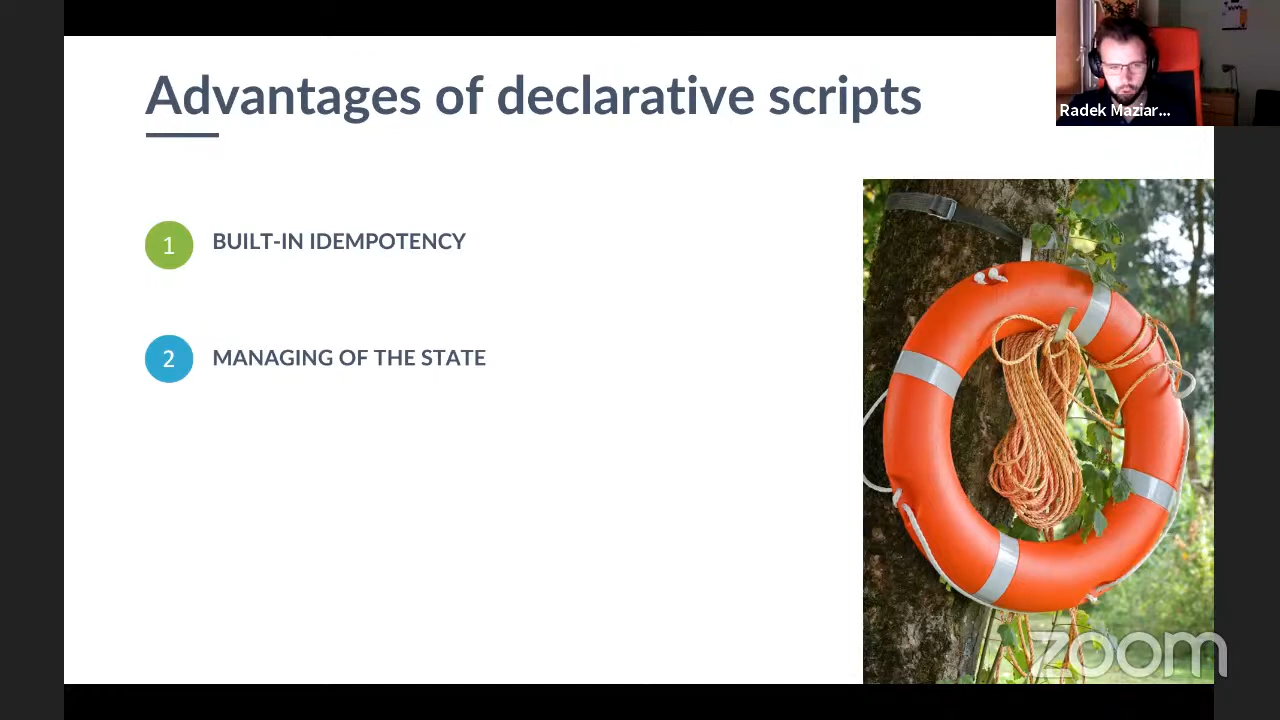 Advantages of declarative scripts
Radek Maziar...
1
BUILT-IN IDEMPOTENCY
2
MANAGING OF THE STATE
zoom